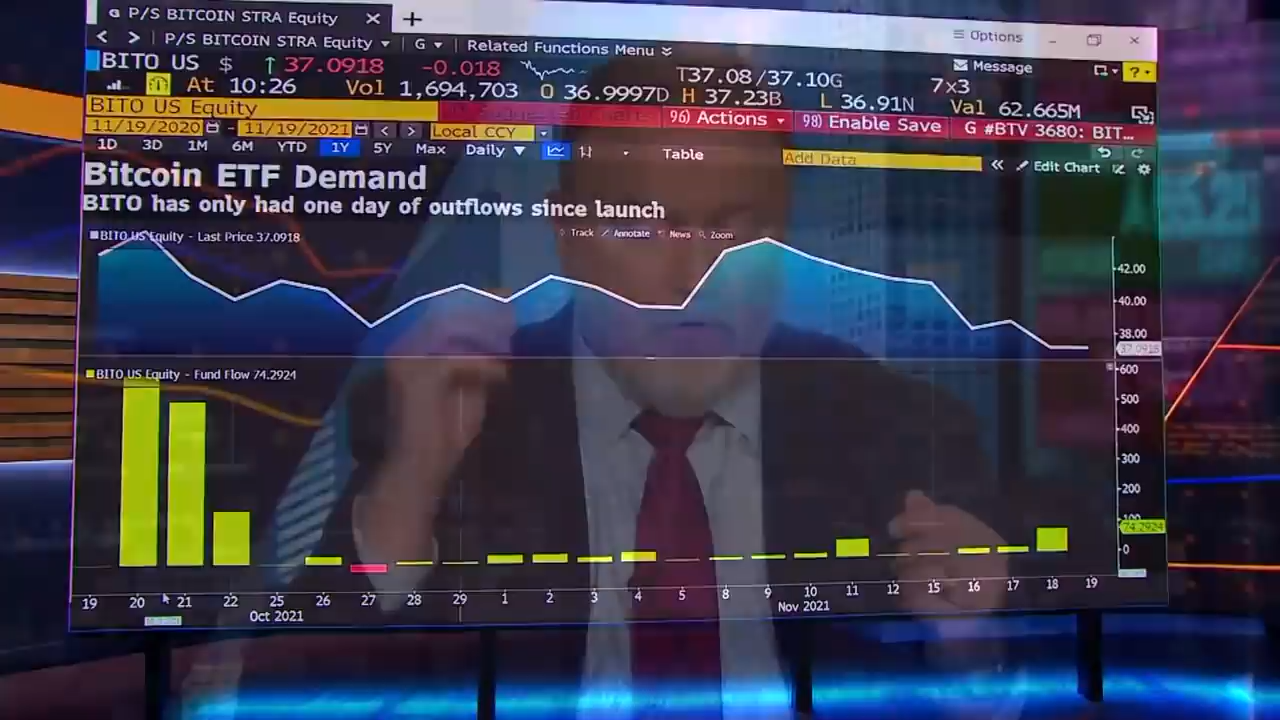 G P/S BITCOIN STRA Equity × +
< > P/S BITCOIN STRA Equity G Related Functions Menu Options
BITO US $ ↑ 37.0918 -0.018 T37.08/37.10G 7x3 Message
At 10:26 Vol 1,694,703 O 36.9997D H 37.23B L 36.91N Val 62.665M
BITO US Equity 96) Actions 98) Enable Save G #BTV 3680: BIT...
11/19/2020 - 11/19/2021 < > Local CCY
1D 3D 1M 6M YTD 1Y 5Y Max Daily Table Add Data « Edit Chart
Bitcoin ETF Demand
BITO has only had one day of outflows since launch
BITO US Equity - Last Price 37.0918 Track Annotate News Zoom
42.00
40.00
38.00
37.0918
BITO US Equity - Fund Flow 74.2924
600
500
400
300
200
100
74.2924
0
19 20 21 22 25 26 27 28 29 1 2 3 4 5 8 9 10 11 12 15 16 17 18 19
Oct 2021 Nov 2021